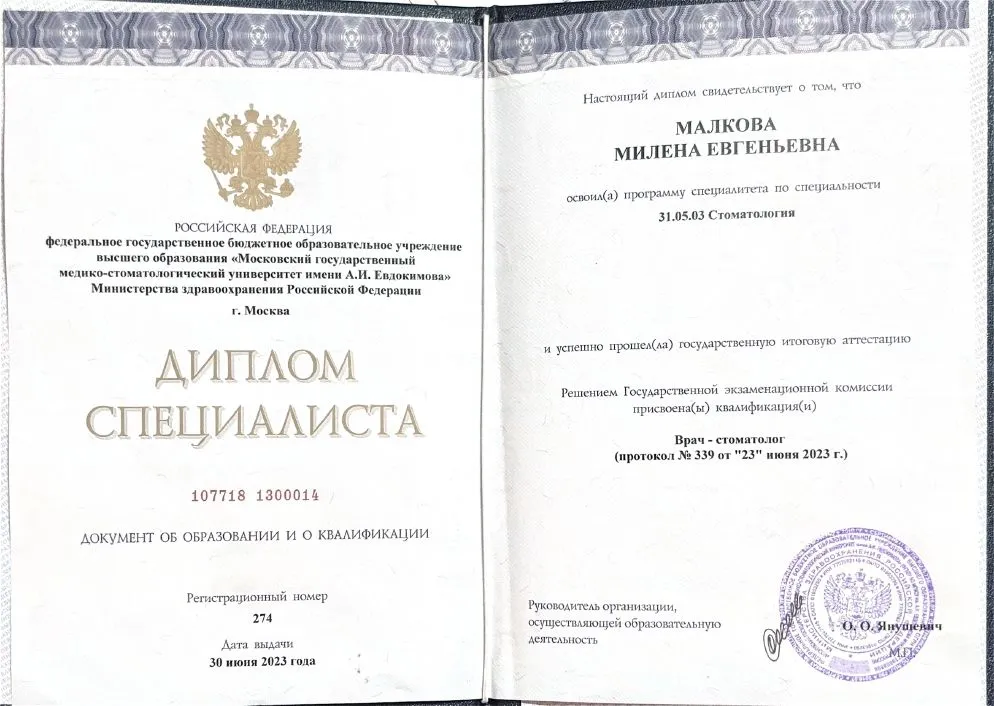 РОССИЙСКАЯ ФЕДЕРАЦИЯ
федеральное государственное бюджетное образовательное учреждение
высшего образования «Московский государственный
медико-стоматологический университет имени А.И. Евдокимова»
Министерства здравоохранения Российской Федерации
г. Москва
ДИПЛОМ
СПЕЦИАЛИСТА
107718 1300014
ДОКУМЕНТ ОБ ОБРАЗОВАНИИ И О КВАЛИФИКАЦИИ
Регистрационный номер
274
Дата выдачи
30 июня 2023 года
Настоящий диплом свидетельствует о том, что
МАЛКОВА
МИЛЕНА ЕВГЕНЬЕВНА
освоил(а) программу специалитета по специальности
31.05.03 Стоматология
и успешно прошел(ла) государственную итоговую аттестацию
Решением Государственной экзаменационной комиссии
присвоена(ы) квалификация(и)
Врач - стоматолог
(протокол № 339 от "23" июня 2023 г.)
Руководитель организации,
осуществляющей образовательную
деятельность
О. О. Янушевич
М.П.